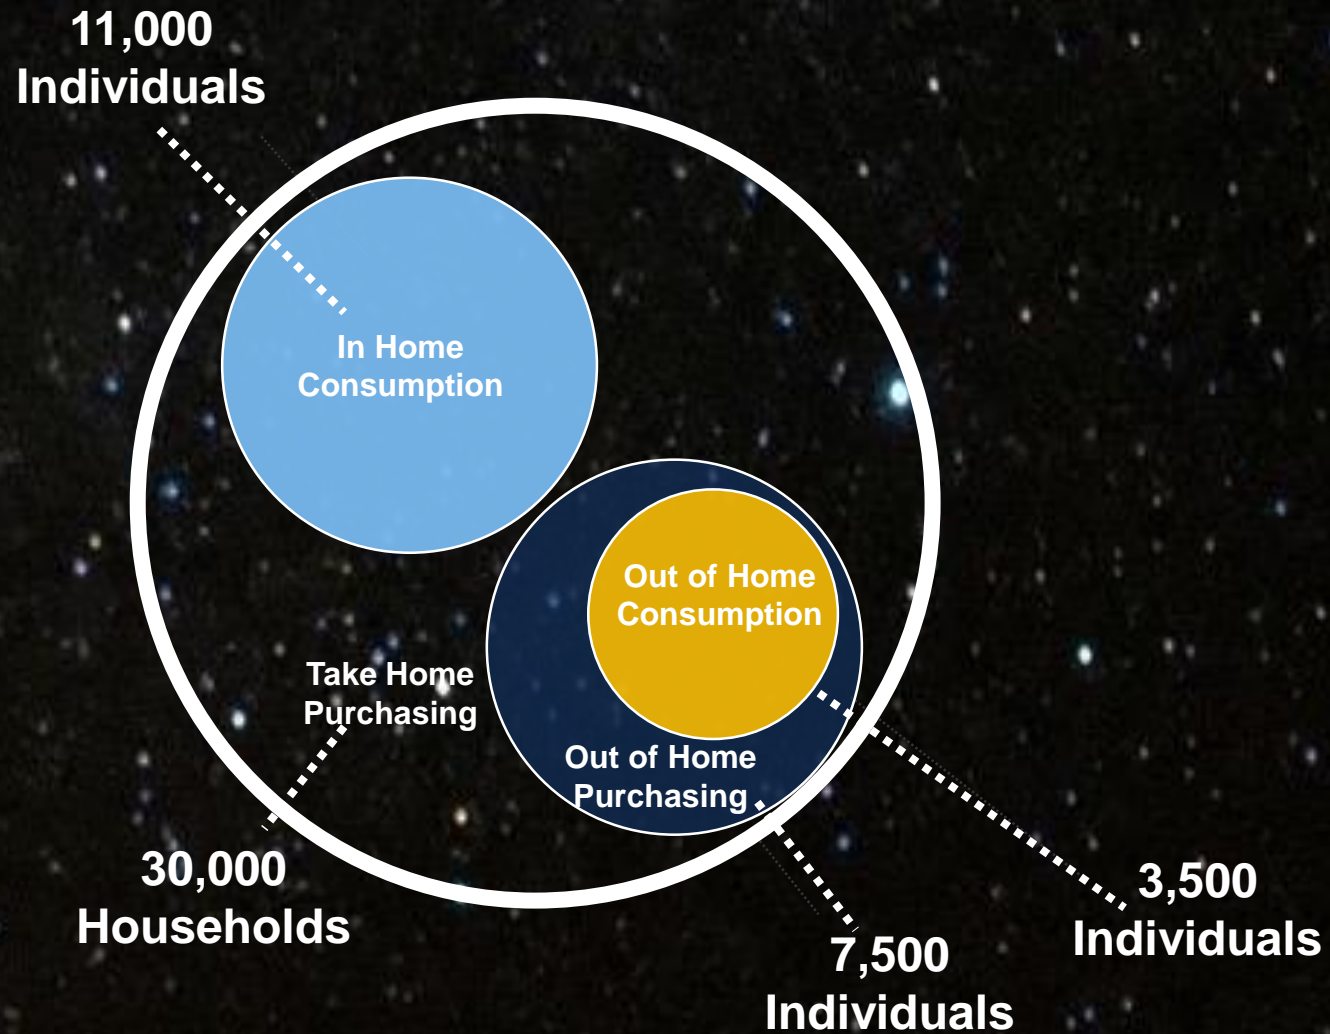 11,000
Individuals
In Home
Consumption
Out of Home
Consumption
Take Home
Purchasing
Out of Home
Purchasing
30,000
Households
3,500
Individuals
7,500
Individuals